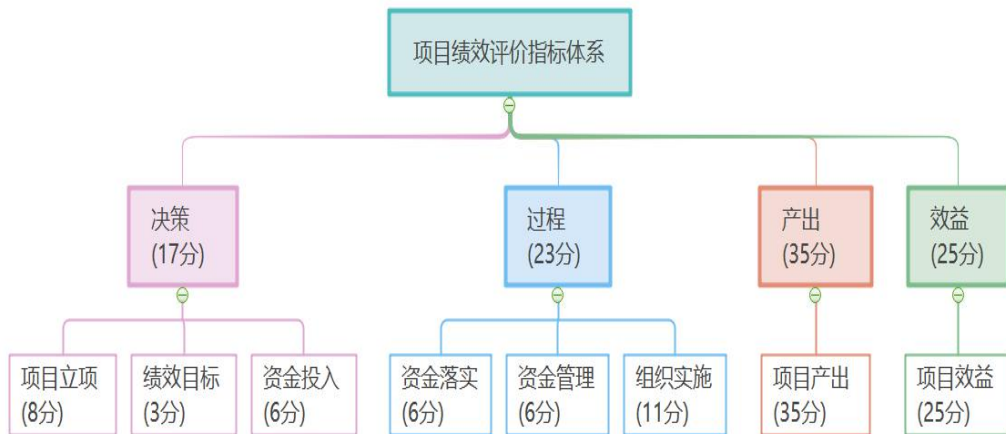 项目绩效评价指标体系
决策
(17分)
过程
(23分)
产出
(35分)
效益
(25分)
项目立项
(8分)
绩效目标
(3分)
资金投入
(6分)
资金落实
(6分)
资金管理
(6分)
组织实施
(11分)
项目产出
(35分)
项目效益
(25分)